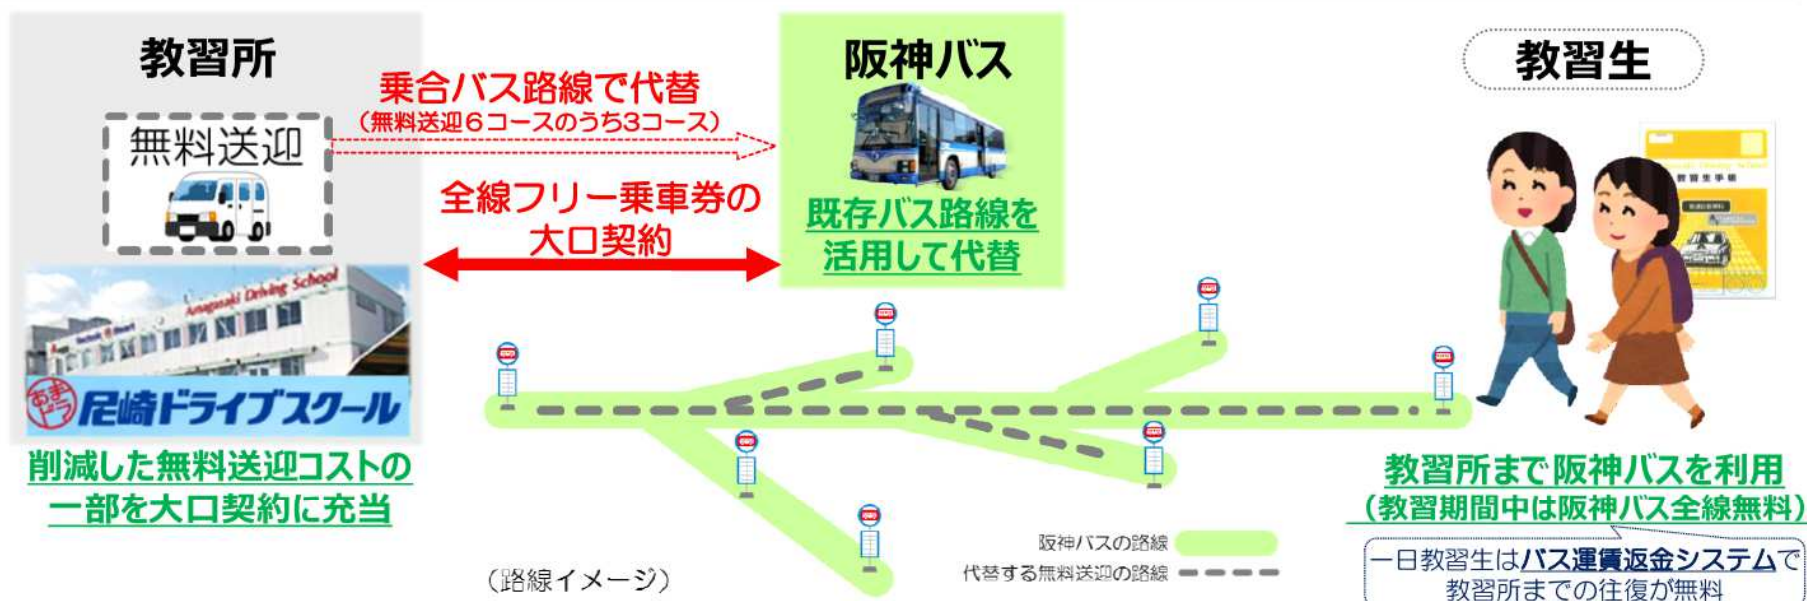 教習所
無料送迎
Amagasaki Driving School
あまドラ
尼崎ドライブスクール
削減した無料送迎コストの
一部を大口契約に充当
乗合バス路線で代替
（無料送迎6コースのうち3コース）
全線フリー乗車券の
大口契約
阪神バス
既存バス路線を
活用して代替
（路線イメージ）
阪神バスの路線
代替する無料送迎の路線
教習生
教習生手帳
教習所まで阪神バスを利用
（教習期間中は阪神バス全線無料）
一日教習生はバス運賃返金システムで
教習所までの往復が無料